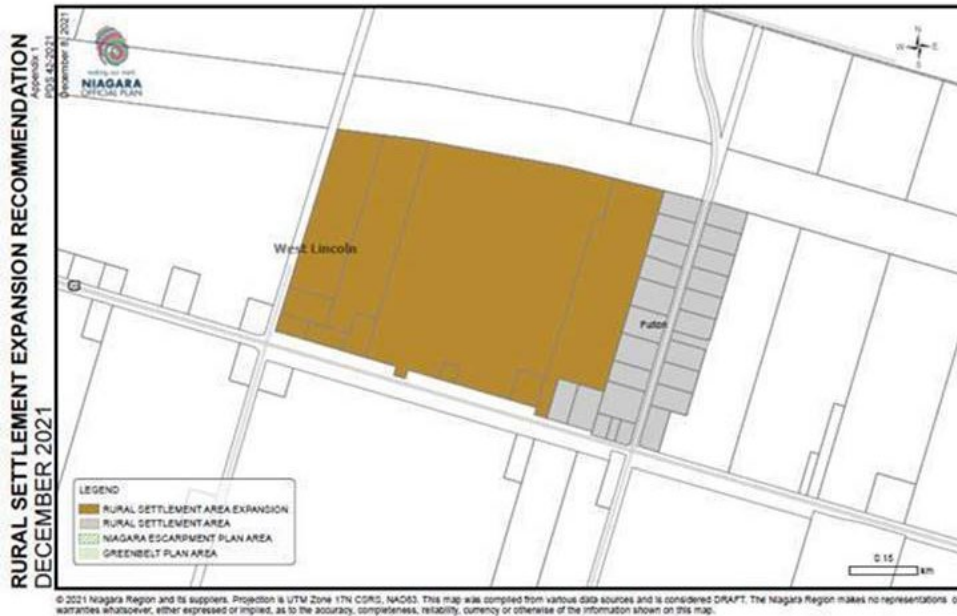 RURAL SETTLEMENT EXPANSION RECOMMENDATION
DECEMBER 2021
Appendix 1
PDS 42-2021
December 8, 2021
NIAGARA
OFFICIAL PLAN
N
W E
S
West Lincoln
Fulton
LEGEND
RURAL SETTLEMENT AREA EXPANSION
RURAL SETTLEMENT AREA
NIAGARA ESCARPMENT PLAN AREA
GREENBELT PLAN AREA
0.15
km
© 2021 Niagara Region and its suppliers. Projection is UTM Zone 17N CSRS, NAD83. This map was compiled from various data sources and is considered DRAFT. The Niagara Region makes no representations
warranties whatsoever, either expressed or implied, as to the accuracy, completeness, reliability, currency or otherwise of the information shown on this map.